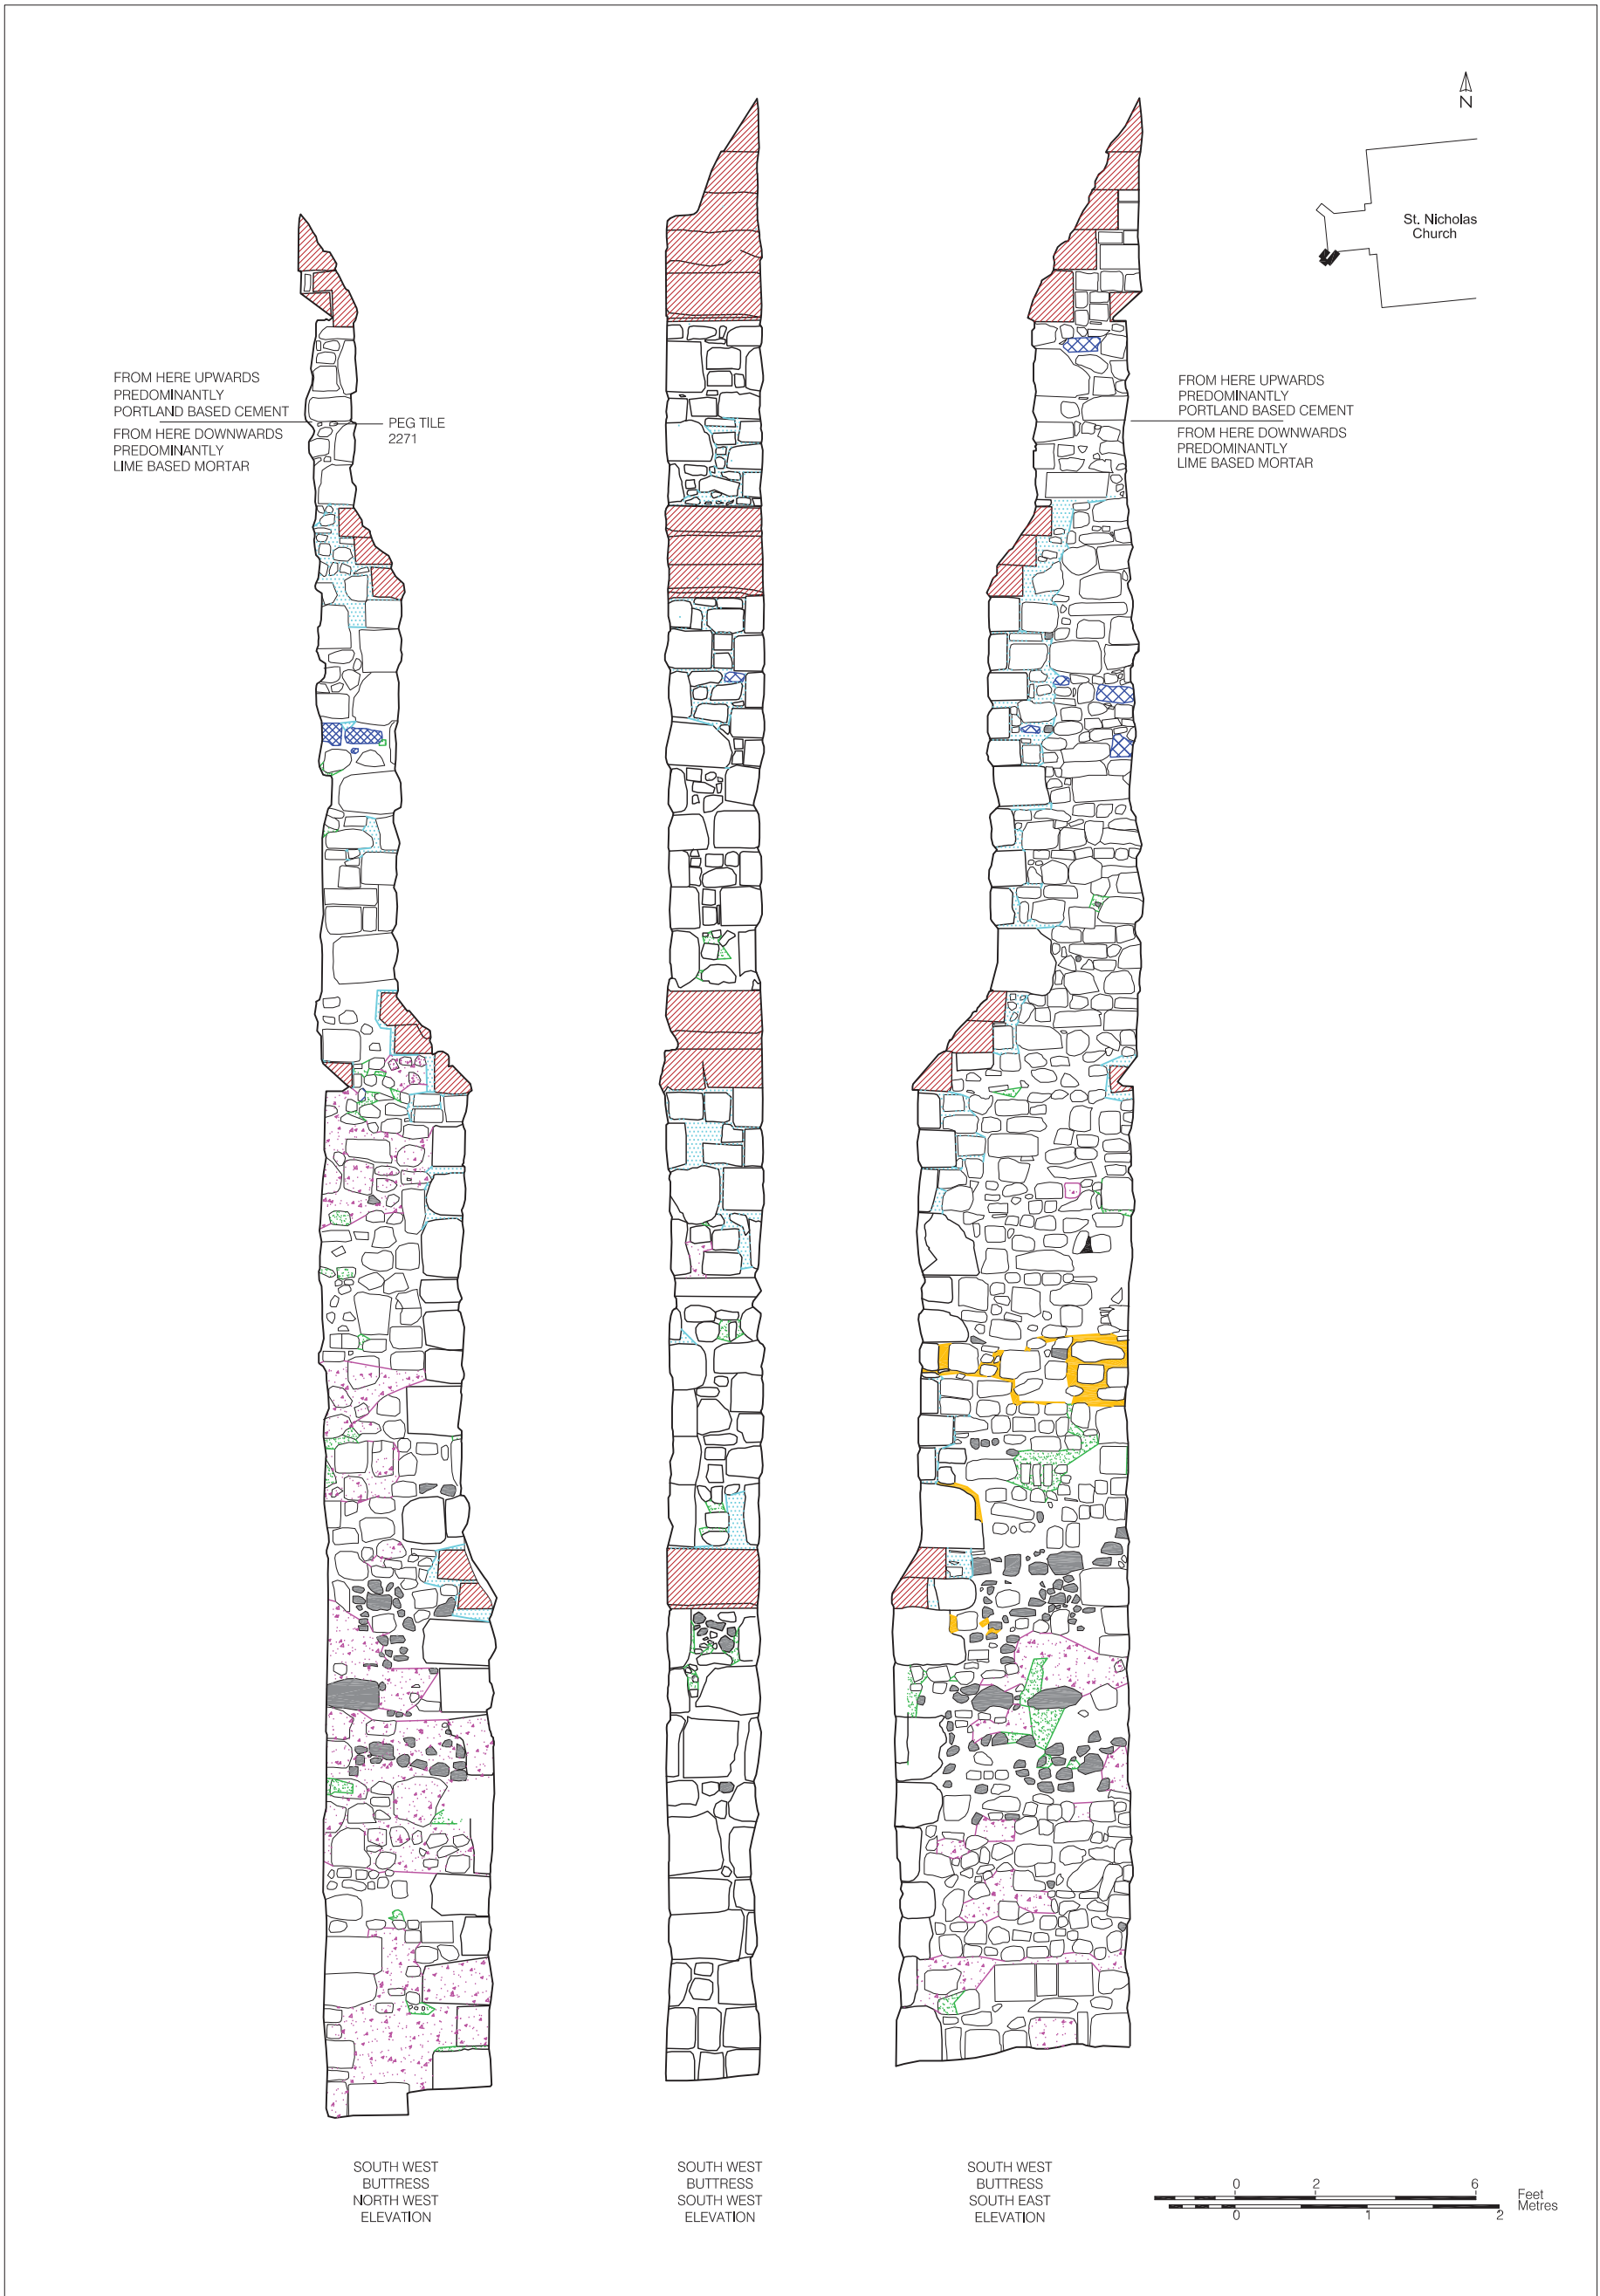 N
St. Nicholas
Church
FROM HERE UPWARDS
PREDOMINANTLY
PORTLAND BASED CEMENT
FROM HERE DOWNWARDS
PREDOMINANTLY
LIME BASED MORTAR
PEG TILE
2271
FROM HERE UPWARDS
PREDOMINANTLY
PORTLAND BASED CEMENT
FROM HERE DOWNWARDS
PREDOMINANTLY
LIME BASED MORTAR
SOUTH WEST
BUTTRESS
NORTH WEST
ELEVATION
SOUTH WEST
BUTTRESS
SOUTH WEST
ELEVATION
SOUTH WEST
BUTTRESS
SOUTH EAST
ELEVATION
0 2 6
Feet
Metres
0 1 2